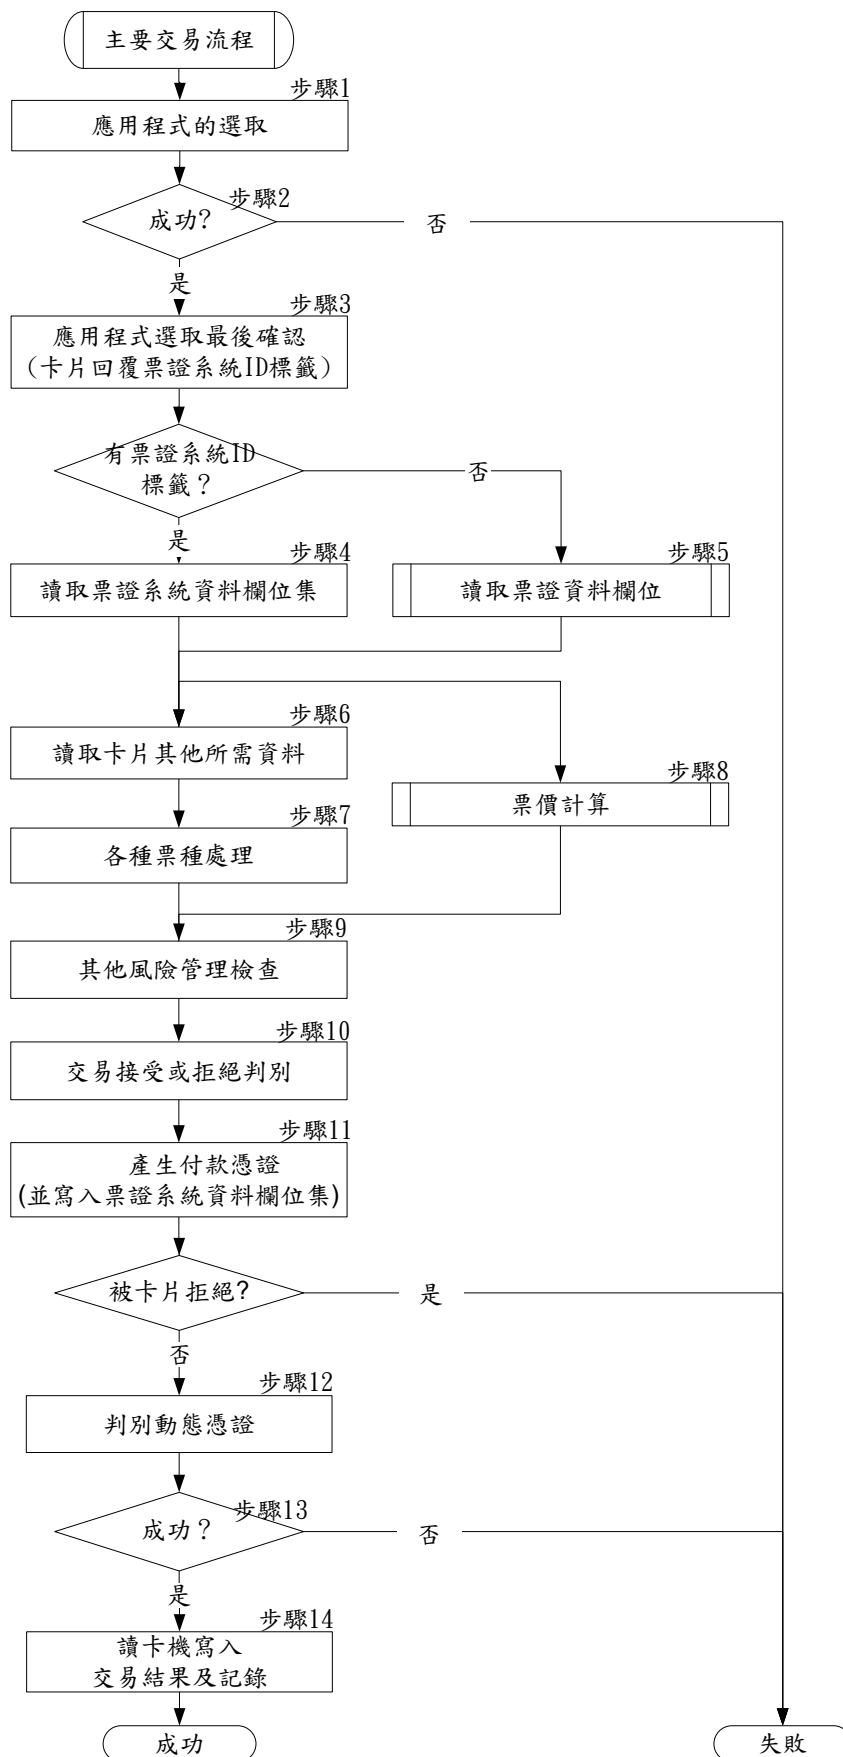 主要交易流程
步驟1
應用程式的選取
步驟2
成功?
否
是
步驟3
應用程式選取最後確認
（卡片回覆票證系統ID標籤）
有票證系統ID
標籤？
否
是
步驟4
讀取票證系統資料欄位集
步驟5
讀取票證資料欄位
步驟6
讀取卡片其他所需資料
步驟8
票價計算
步驟7
各種票種處理
步驟9
其他風險管理檢查
步驟10
交易接受或拒絕判別
步驟11
產生付款憑證
(並寫入票證系統資料欄位集)
被卡片拒絕?
是
否
步驟12
判別動態憑證
步驟13
成功？
否
是
步驟14
讀卡機寫入
交易結果及記錄
成功
失敗